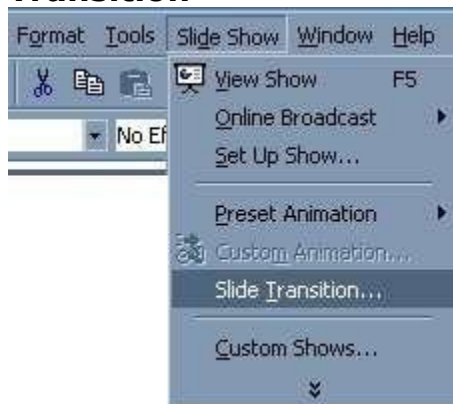 Format Tools Slide Show Window Help
View Show F5
Online Broadcast
No Ef
Set Up Show...
Preset Animation
Custom Animation...
Slide Transition...
Custom Shows...